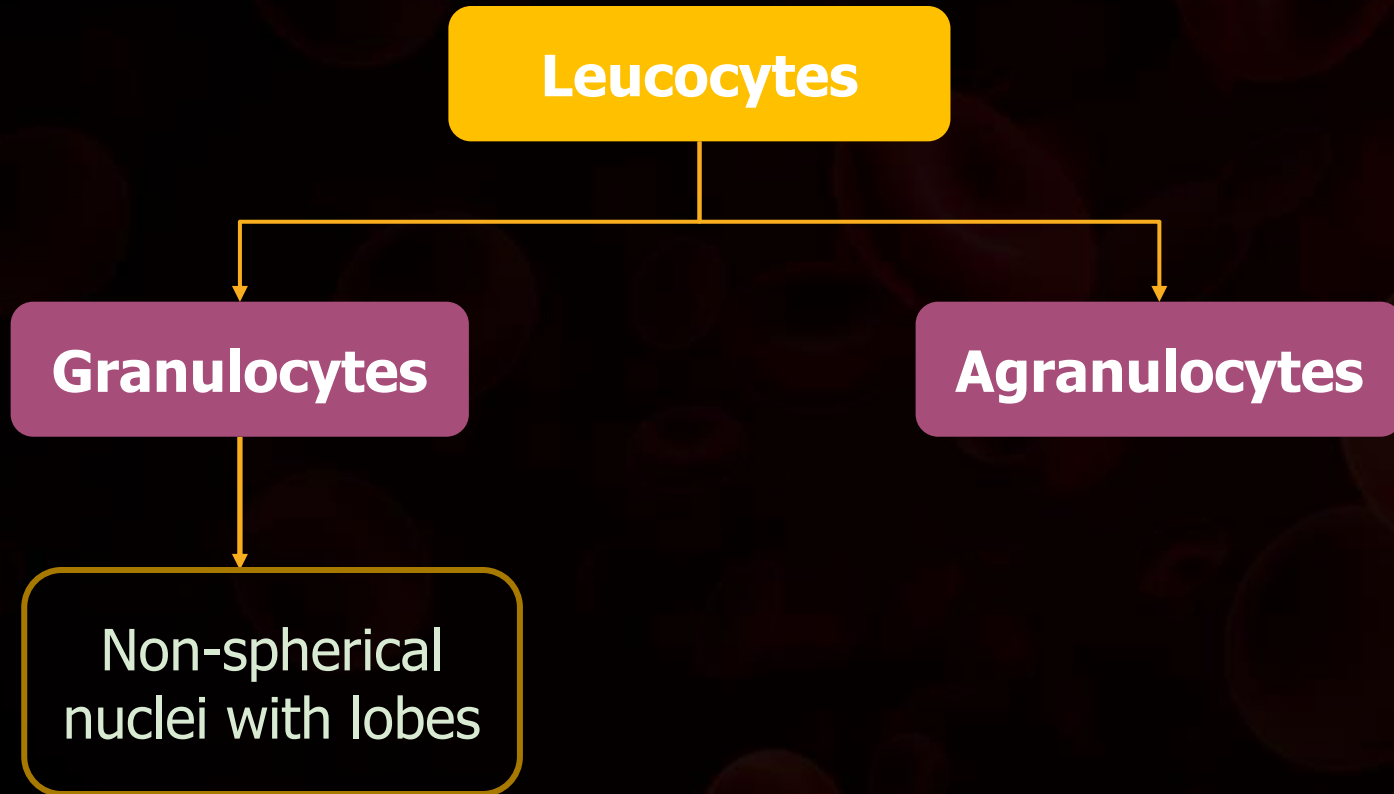 Leucocytes
Granulocytes
Agranulocytes
Non-spherical
nuclei with lobes